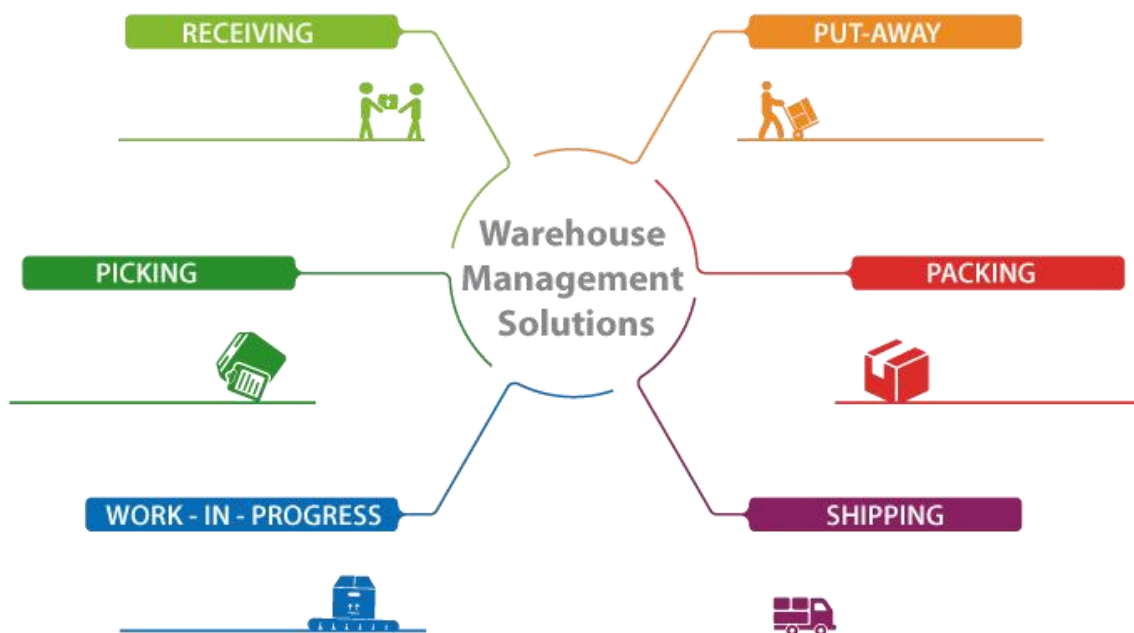 RECEIVING
PUT-AWAY
Warehouse
Management
Solutions
PICKING
PACKING
WORK - IN - PROGRESS
SHIPPING